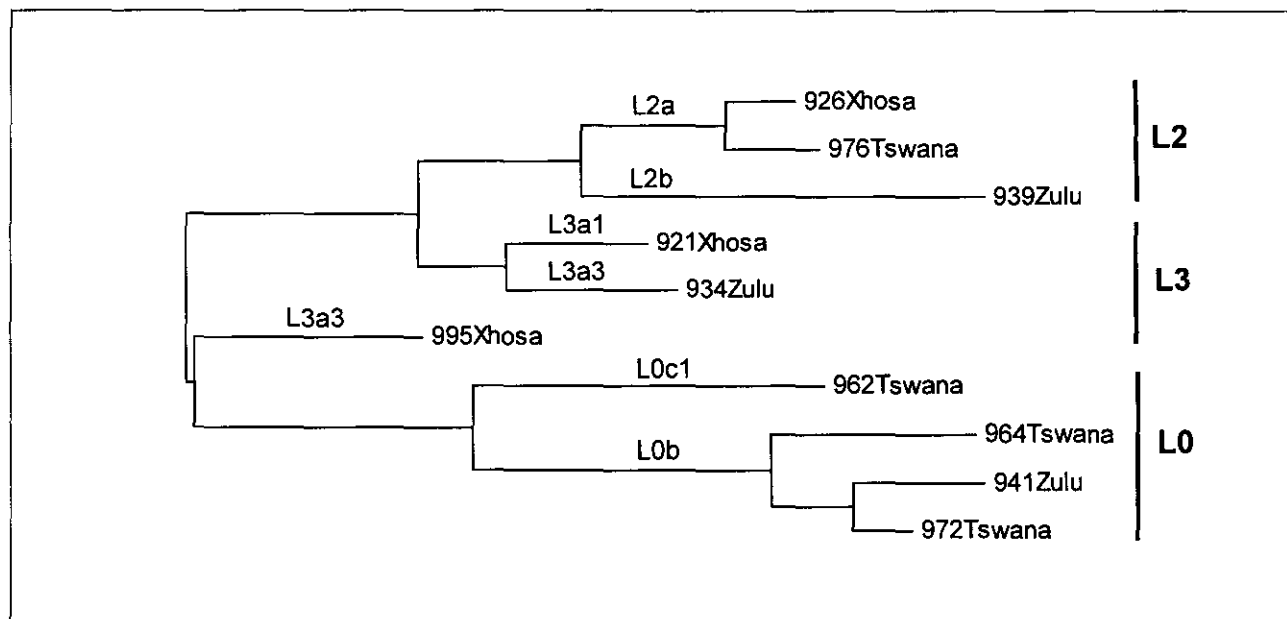 L2a
926Xhosa
976Tswana
L2
L2b
939Zulu
L3a1
921Xhosa
L3a3
934Zulu
L3
L3a3
995Xhosa
L0c1
962Tswana
964Tswana
L0
L0b
941Zulu
972Tswana